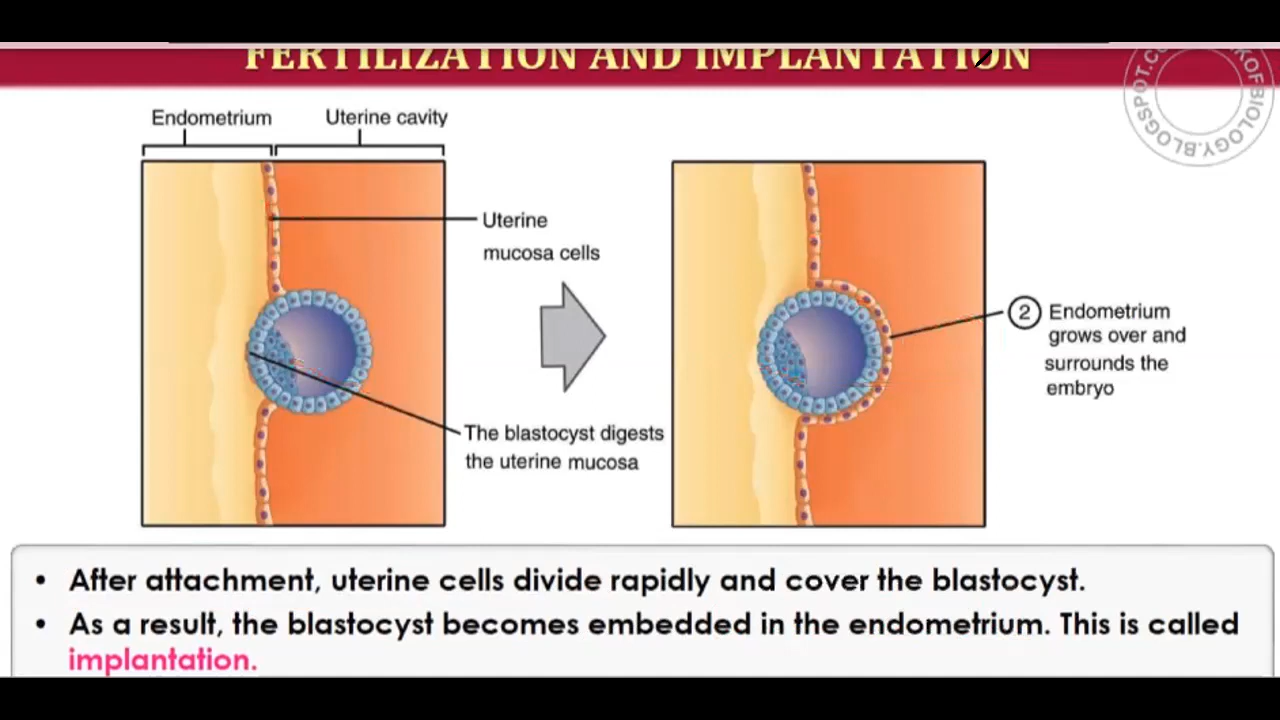 FERTILIZATION AND IMPLANTATION
Endometrium
Uterine cavity
Uterine
mucosa cells
The blastocyst digests
the uterine mucosa
2 Endometrium
grows over and
surrounds the
embryo
• After attachment, uterine cells divide rapidly and cover the blastocyst.
• As a result, the blastocyst becomes embedded in the endometrium. This is called
implantation.